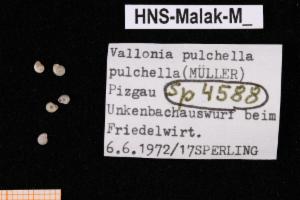 HNS-Malak-M_
Vallonia pulchella
pulchella(MÜLLER)
Pizgau Sp 4588
Unkenbachauswurf beim
Friedelwirt.
6.6.1972/17SPERLING